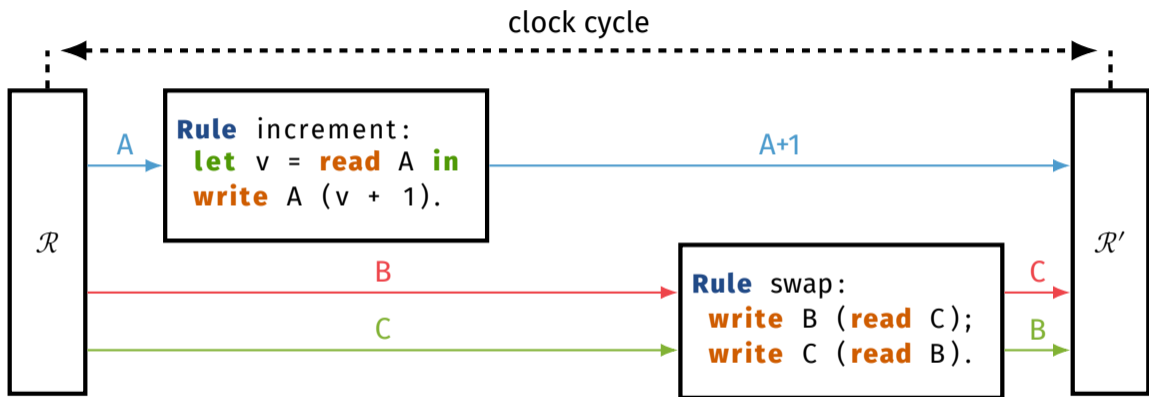 clock cycle
ℛ
A
Rule increment:
let v = read A in
write A (v + 1).
A+1
B
C
Rule swap:
write B (read C);
write C (read B).
C
B
ℛ′